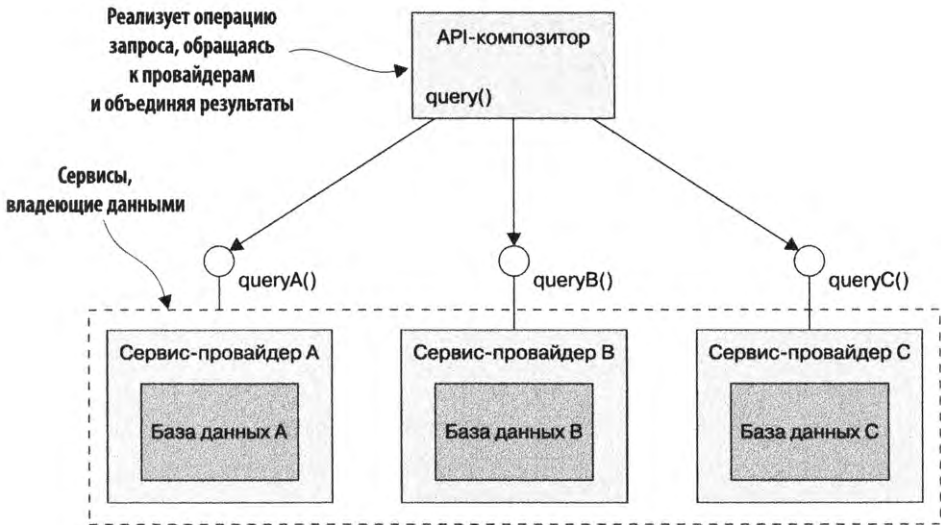 Реализует операцию
запроса, обращаясь
к провайдерам
и объединяя результаты
API-композитор
query()
Сервисы,
владеющие данными
queryA()
queryB()
queryC()
Сервис-провайдер A
Сервис-провайдер B
Сервис-провайдер C
База данных A
База данных B
База данных C